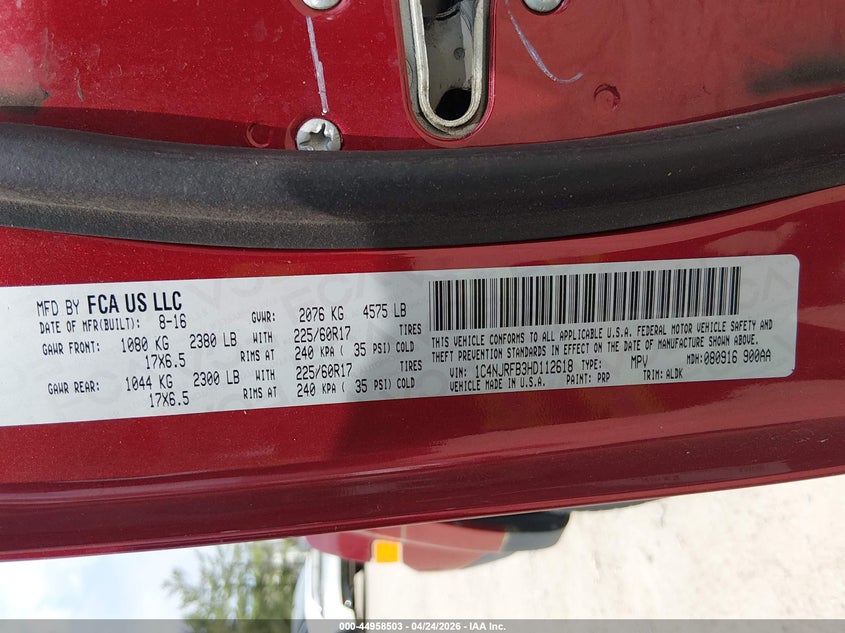 MFD BY FCA US LLC
DATE OF MFR(BUILT): 8-16 GVWR: 2076 KG 4575 LB
GAWR FRONT: 1080 KG 2380 LB WITH 225/60R17 TIRES
17X6.5 RIMS AT 240 KPA ( 35 PSI) COLD
GAWR REAR: 1044 KG 2300 LB WITH 225/60R17 TIRES
17X6.5 RIMS AT 240 KPA ( 35 PSI) COLD
THIS VEHICLE CONFORMS TO ALL APPLICABLE U.S.A. FEDERAL MOTOR VEHICLE SAFETY AND
THEFT PREVENTION STANDARDS IN EFFECT ON THE DATE OF MANUFACTURE SHOWN ABOVE.
VIN: 1C4NJRFB3HD112618 TYPE: MPV MDH: 080916 900AA
VEHICLE MADE IN U.S.A. PAINT: PRP TRIM: ALDK
000-44958503 - 04/24/2026 - IAA Inc.